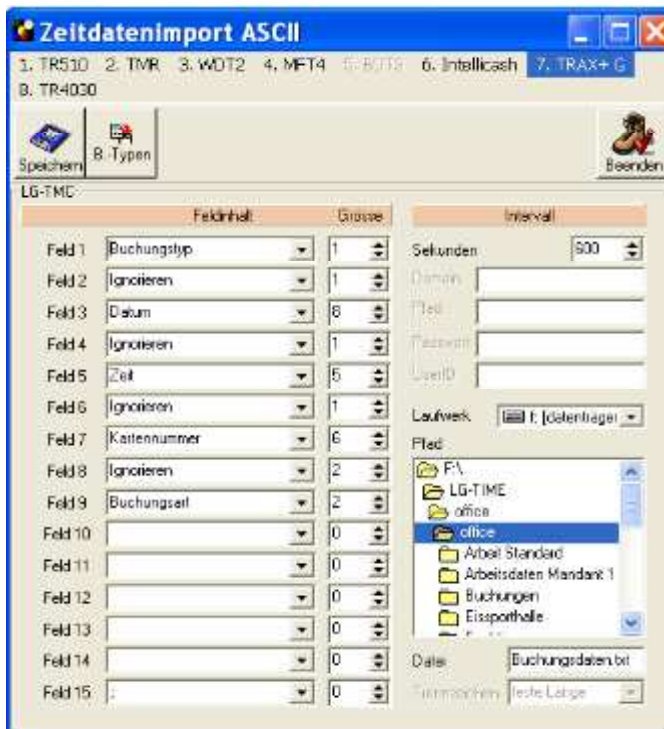 Zeitdatenimport ASCII
1. TR510 2. TMR 3. WDT2 4. MFT4 6. Intellicash 7. TRAX+ G
8. TR4030
Speichern B.-Typen Beenden
LG-TMC
Feldinhalt Grösse Intervall
Feld 1 Buchungstyp 1 Sekunden 600
Feld 2 Ignorieren 1 Domain
Feld 3 Datum 8 Pfad
Feld 4 Ignorieren 1 Passwort
Feld 5 Zeit 5 UserID
Feld 6 Ignorieren 1 Laufwerk f: [datenträger
Feld 7 Kartennummer 6 Pfad
Feld 8 Ignorieren 2 F:\
Feld 9 Buchungsart 2 LG-TIME
Feld 10 0 office
Feld 11 0 office
Arbeit Standard
Feld 12 0 Arbeitsdaten Mandant 1
Buchungen
Feld 13 0 Eissporthalle
Feld 14 0 Datei Buchungsdaten.txt
Feld 15 ; 0 feste Länge